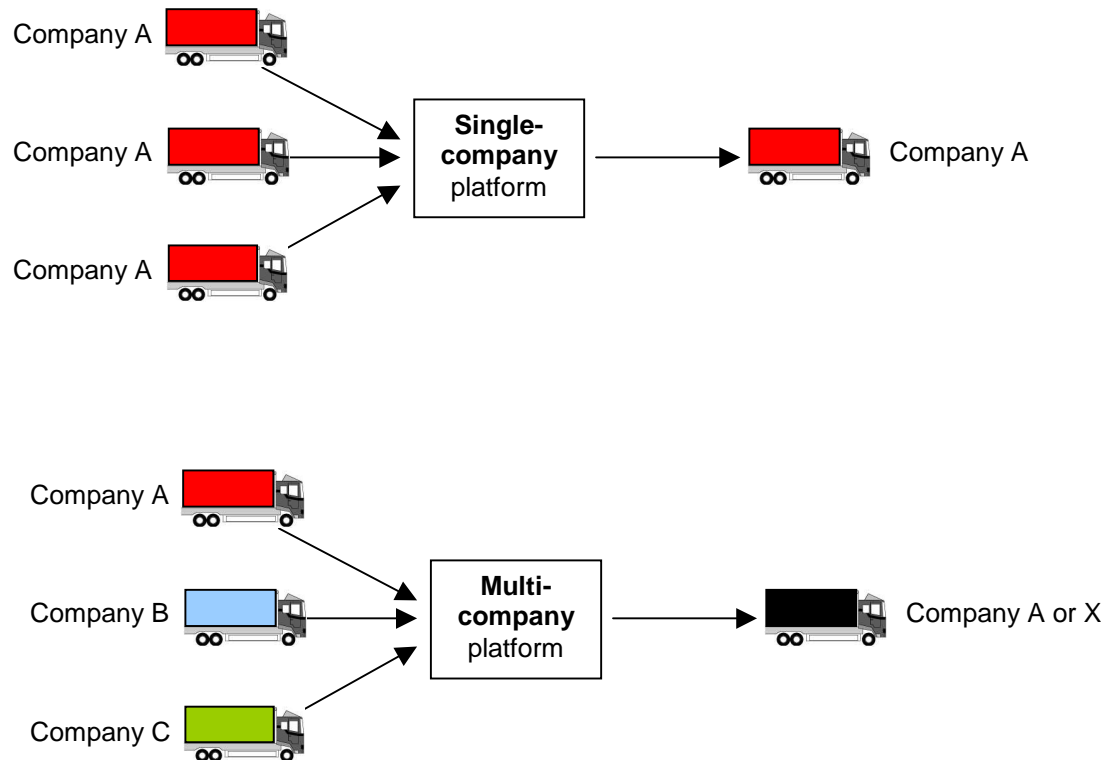 Company A
Company A
Company A
Single-
company
platform
Company A
Company A
Company B
Company C
Multi-
company
platform
Company A or X